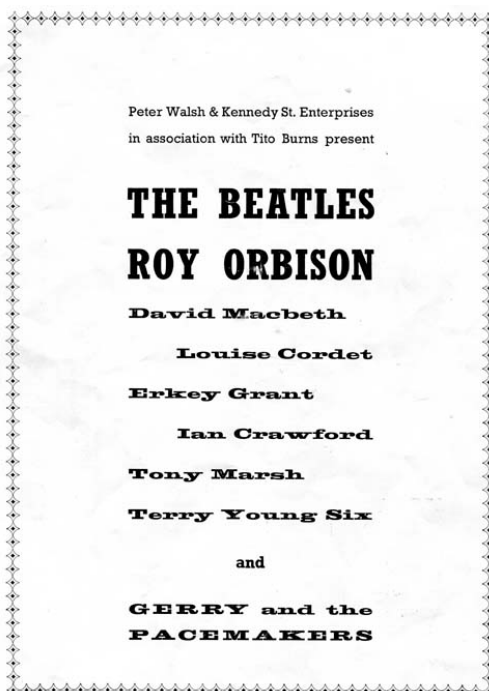 Peter Walsh & Kennedy St. Enterprises
in association with Tito Burns present
THE BEATLES
ROY ORBISON
David Macbeth
Louise Cordet
Erkey Grant
Ian Crawford
Tony Marsh
Terry Young Six
and
GERRY and the
PACEMAKERS